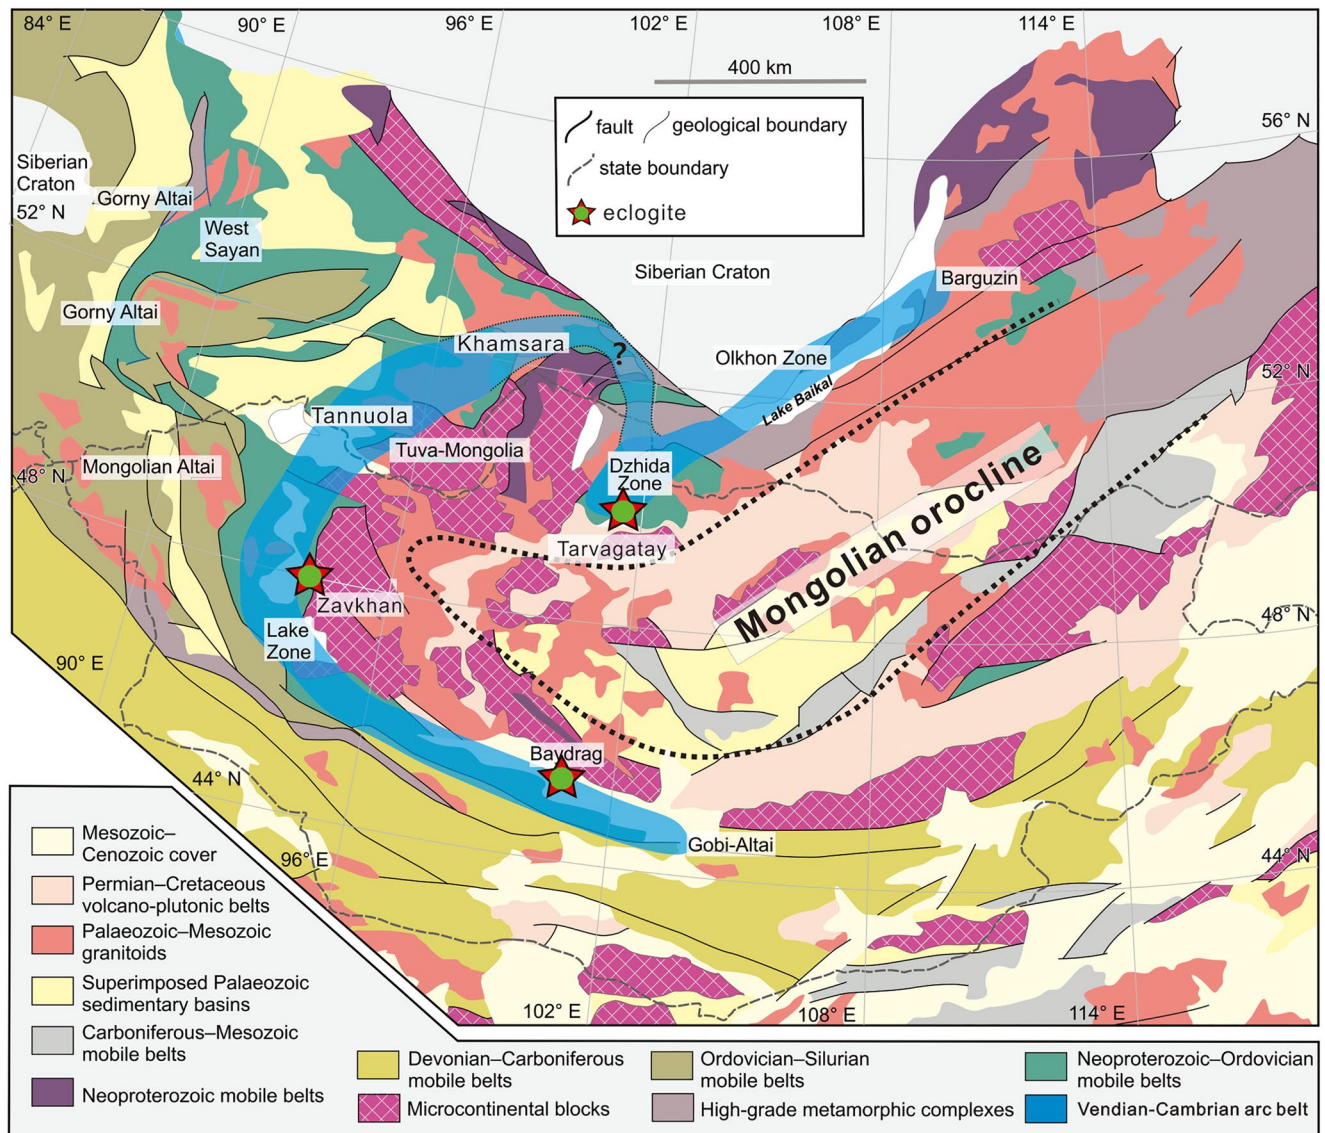 84° E
90° E
96° E
102° E
108° E
114° E
400 km
fault
geological boundary
state boundary
eclogite
56° N
Siberian
Craton
52° N
Gorny Altai
West
Sayan
Siberian Craton
Barguzin
Gorny Altai
Khamsara
?
Olkhon Zone
Lake Baikal
52° N
Tannuola
Tuva-Mongolia
Mongolian Altai
48° N
Dzhida
Zone
Tarvagatay
Mongolian orocline
Zavkhan
Lake
Zone
48° N
90° E
Baydrag
44° N
Gobi-Altai
96° E
44° N
102° E
108° E
114° E
Mesozoic–
Cenozoic cover
Permian–Cretaceous
volcano-plutonic belts
Palaeozoic–Mesozoic
granitoids
Superimposed Palaeozoic
sedimentary basins
Carboniferous–Mesozoic
mobile belts
Neoproterozoic mobile belts
Devonian–Carboniferous
mobile belts
Microcontinental blocks
Ordovician–Silurian
mobile belts
High-grade metamorphic complexes
Neoproterozoic–Ordovician
mobile belts
Vendian-Cambrian arc belt